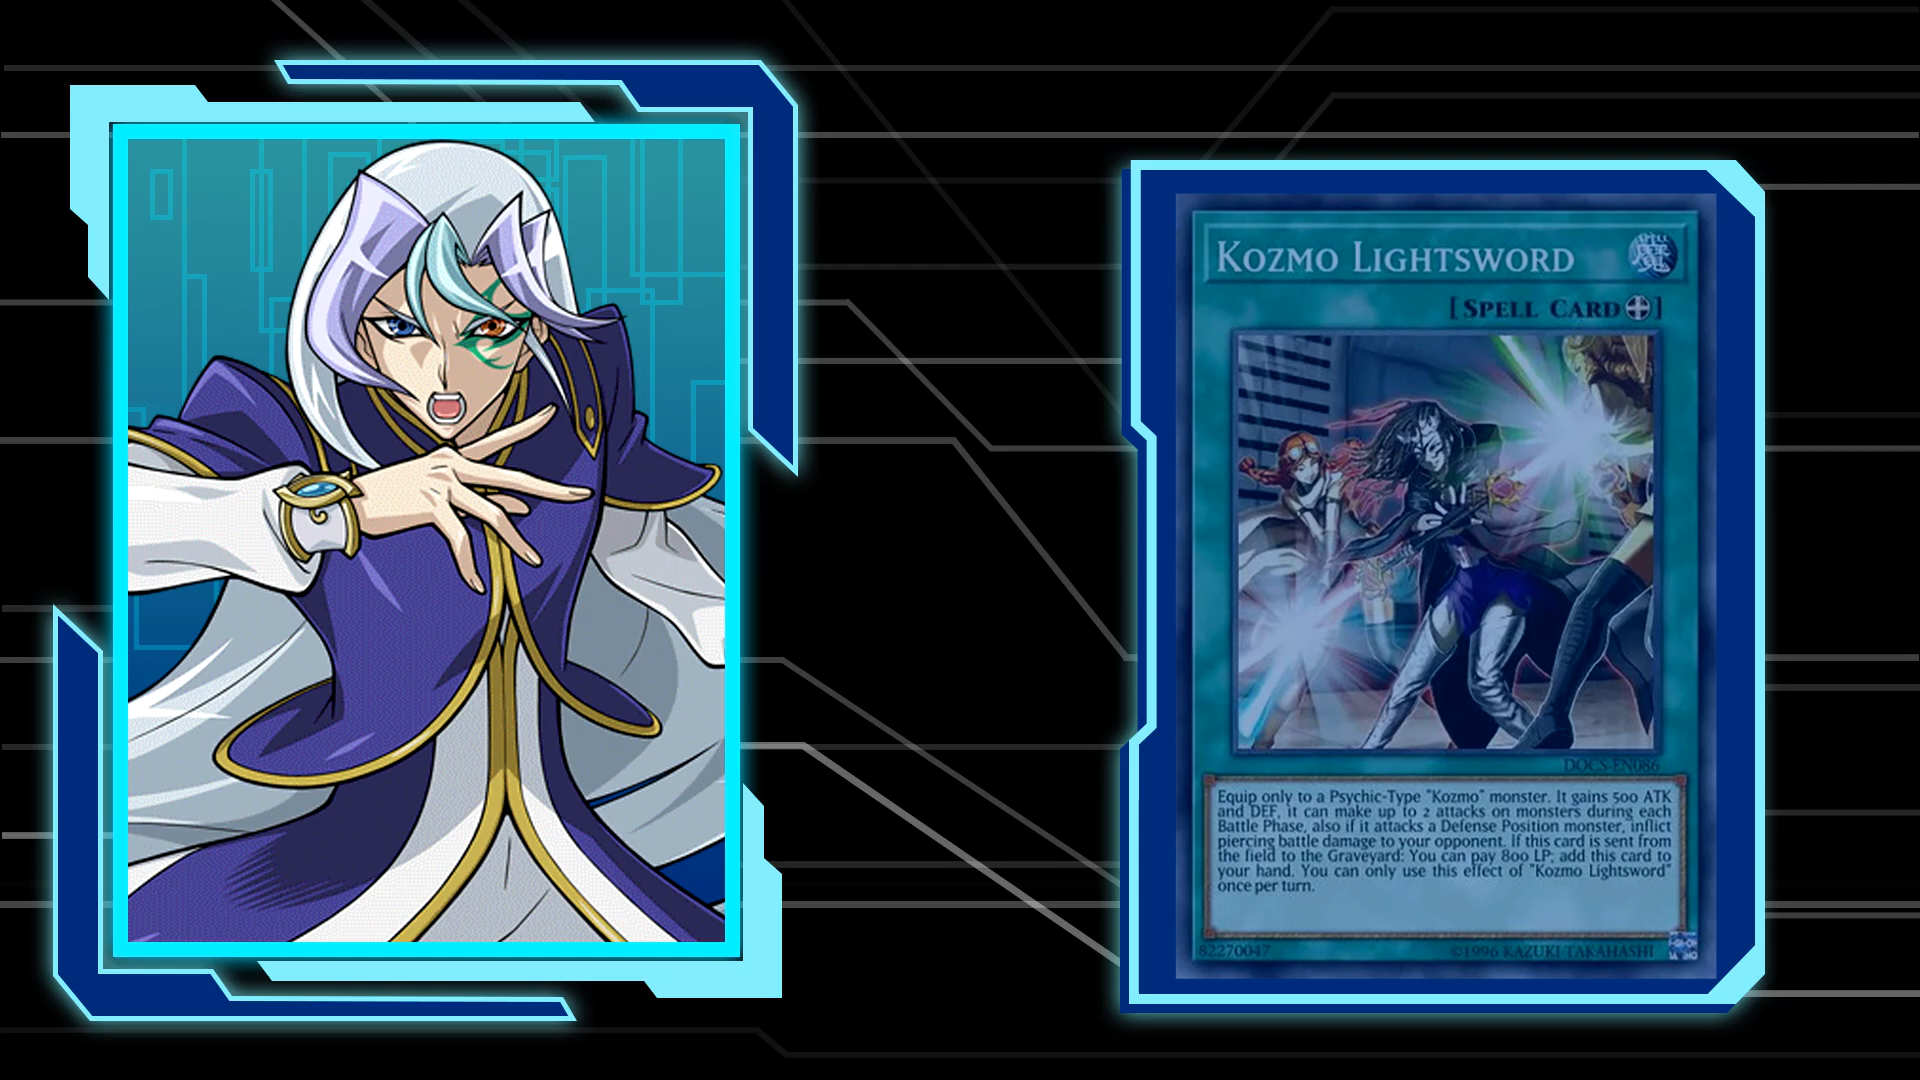 KOZMO LIGHTSWORD
魔
[SPELL CARD]
DOCS-EN086
Equip only to a Psychic-Type "Kozmo" monster. It gains 500 ATK
and DEF, it can make up to 2 attacks on monsters during each
Battle Phase, also if it attacks a Defense Position monster, inflict
piercing battle damage to your opponent. If this card is sent from
the field to the Graveyard: You can pay 800 LP; add this card to
your hand. You can only use this effect of "Kozmo Lightsword"
once per turn.
82270047
©1996 KAZUKI TAKAHASHI